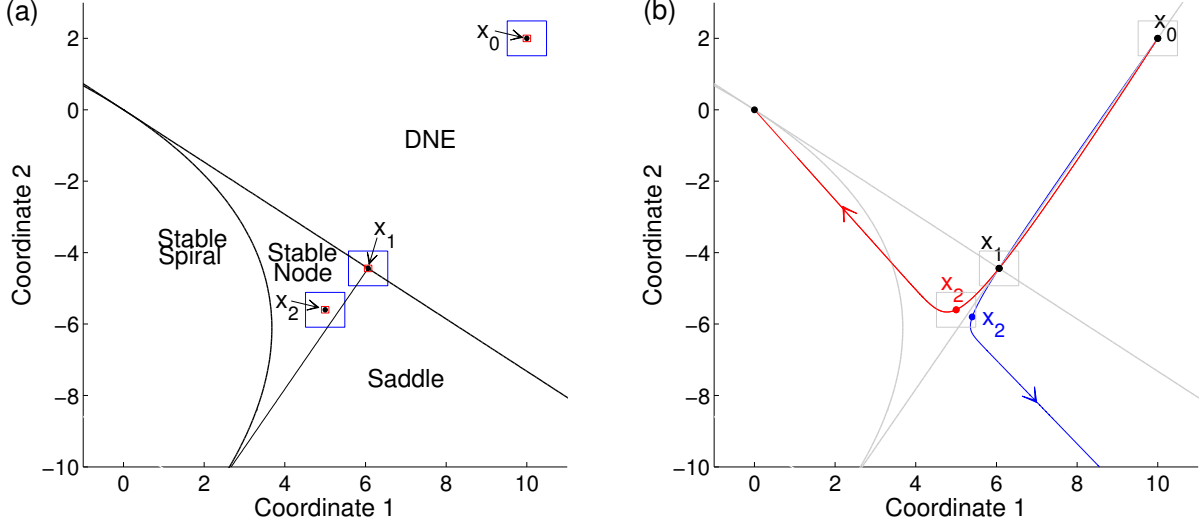 (a)
x0
DNE
x1
Stable
Spiral
Stable
Node
x2
Saddle
2
0
−2
−4
−6
−8
−10
0
2
4
6
8
10
Coordinate 1
Coordinate 2
(b)
x0
x1
x2
x2
2
0
−2
−4
−6
−8
−10
0
2
4
6
8
10
Coordinate 1
Coordinate 2